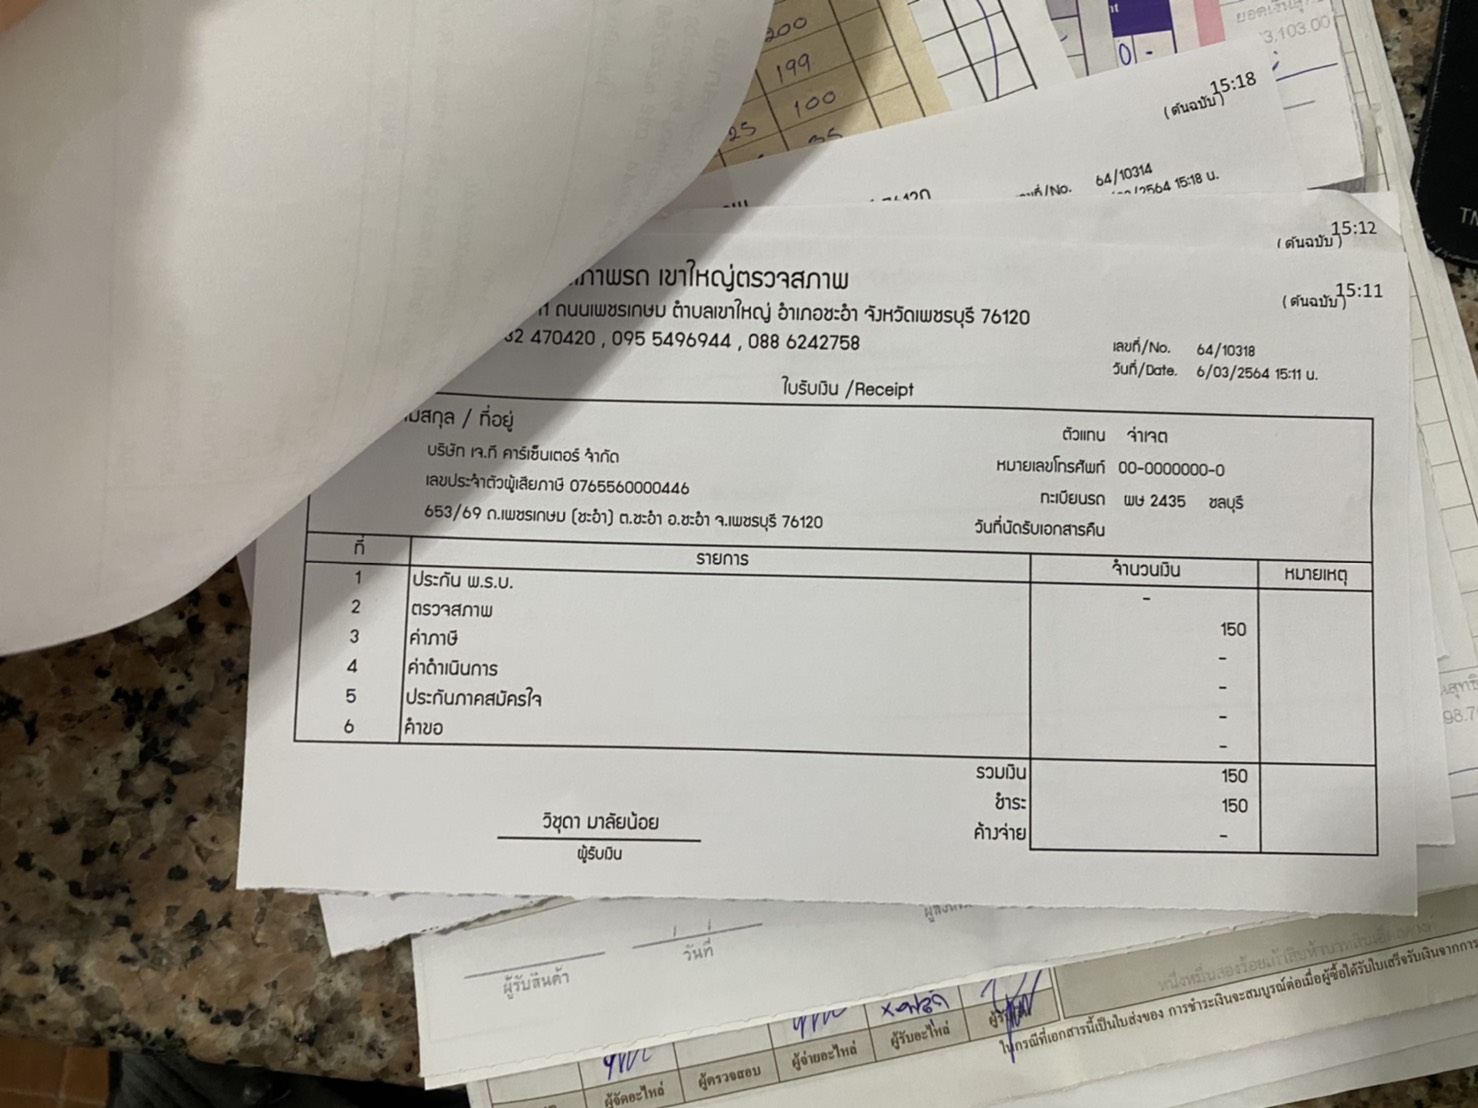 200
199
100
25
0 -
3,103.00
15:18
(ต้นฉบับ)
64/10314
/2564 15:18 น.
15:12
(ต้นฉบับ)
15:11
(ต้นฉบับ)
ภาพรถ เขาใหญ่ตรวจสภาพ
ถนนเพชรเกษม ตำบลเขาใหญ่ อำเภอชะอำ จังหวัดเพชรบุรี 76120
32 470420 , 095 5496944 , 088 6242758
เลขที่/No. 64/10318
วันที่/Date. 6/03/2564 15:11 น.
ใบรับเงิน /Receipt
มสกุล / ที่อยู่
ตัวแทน จ่าเจต
บริษัท เจ.ที คาร์เซ็นเตอร์ จำกัด
หมายเลขโทรศัพท์ 00-0000000-0
เลขประจำตัวผู้เสียภาษี 0765560000446
ทะเบียนรถ ผษ 2435 ชลบุรี
653/69 ถ.เพชรเกษม (ชะอำ) ต.ชะอำ อ.ชะอำ จ.เพชรบุรี 76120
วันที่นัดรับเอกสารคืน
ที่ รายการ จำนวนเงิน หมายเหตุ
1 ประกัน พ.ร.บ. -
2 ตรวจสภาพ 150
3 ค่าภาษี -
4 ค่าดำเนินการ -
5 ประกันภาคสมัครใจ -
6 คำขอ -
รวมเงิน 150
ชำระ 150
ค้างจ่าย -
วิชุดา มาลัยน้อย
ผู้รับเงิน
ผู้รับสินค้า
วันที่
ผู้จัดอะไหล่
ผู้ตรวจสอบ
ผู้จ่ายอะไหล่
ผู้รับอะไหล่
ในกรณีที่เอกสารนี้เป็นใบส่งของ การชำระเงินจะสมบูรณ์ต่อเมื่อผู้ซื้อได้รับใบเสร็จรับเงินจากการ